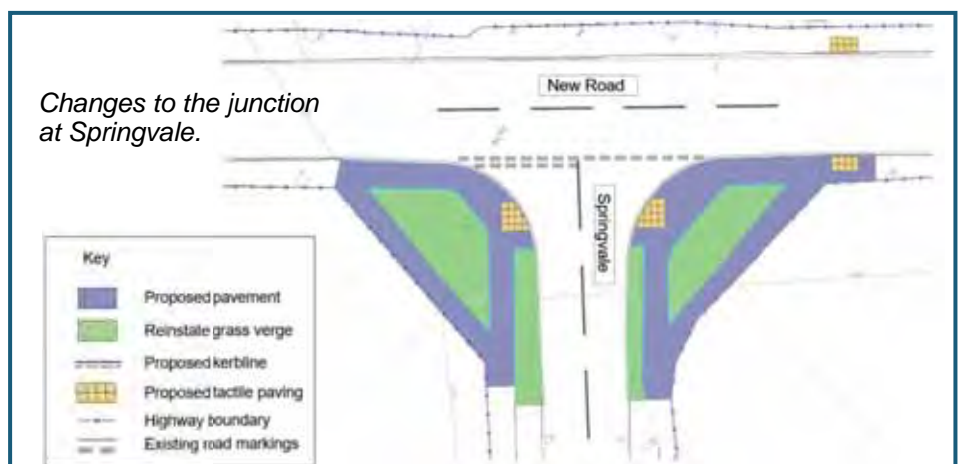 New Road
Changes to the junction
at Springvale.
Springvale
Key
Proposed pavement
Reinstate grass verge
Proposed kerbline
Proposed tactile paving
Highway boundary
Existing road markings